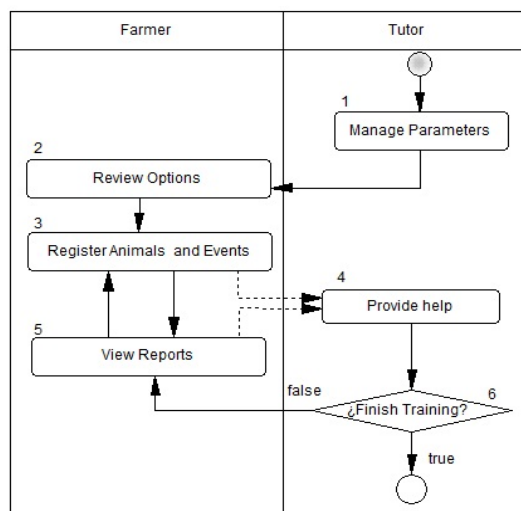 Farmer
Tutor
1
Manage Parameters
2
Review Options
3
Register Animals and Events
4
Provide help
5
View Reports
false
6
¿Finish Training?
true